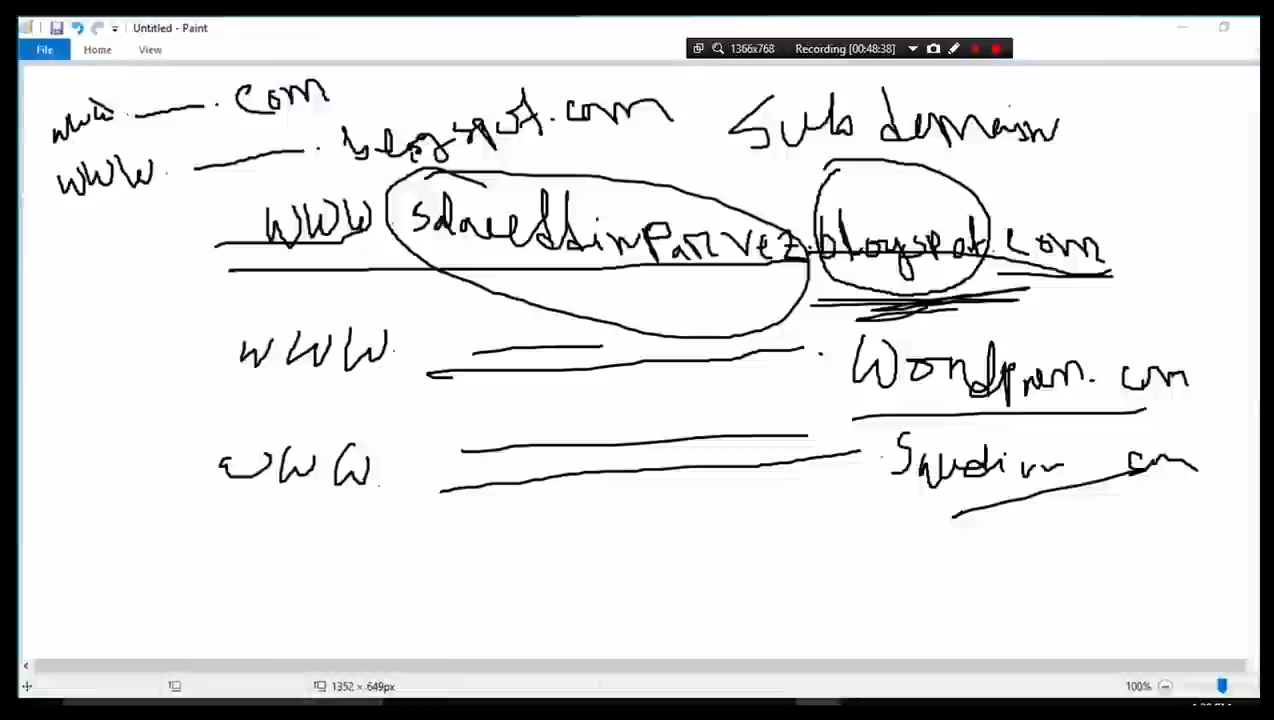 Untitled - Paint
1366x768 Recording [00:48:38]
File Home View
www. .com
www. .blogspot.com
Sub domain
www. .blogspot.com
www. .Wordpress.com
www. . com
1352 × 649px 100%